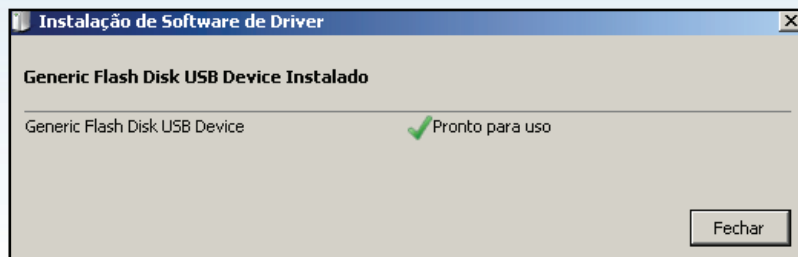 Instalação de Software de Driver
Generic Flash Disk USB Device Instalado
Generic Flash Disk USB Device Pronto para uso
Fechar